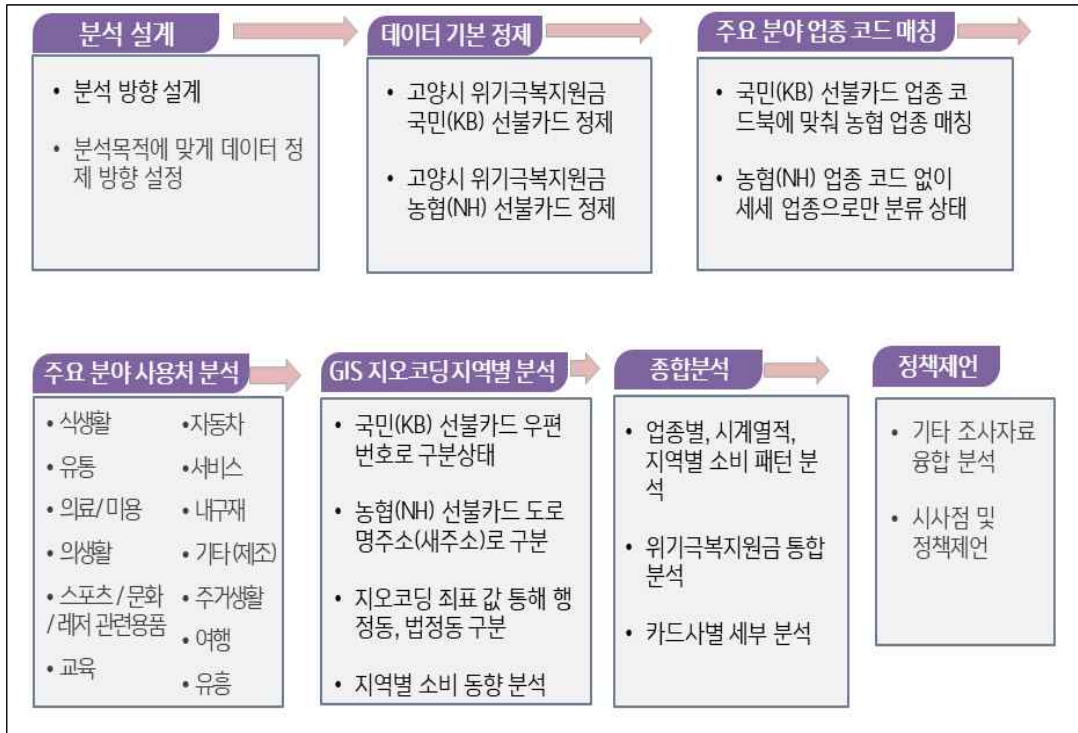 분석 설계
• 분석 방향 설계
• 분석목적에 맞게 데이터 정
제 방향 설정
데이터 기본 정제
• 고양시 위기극복지원금
국민(KB) 선불카드 정제
• 고양시 위기극복지원금
농협(NH) 선불카드 정제
주요 분야 업종 코드 매칭
• 국민(KB) 선불카드 업종 코
드북에 맞춰 농협 업종 매칭
• 농협(NH) 업종 코드 없이
세세 업종으로만 분류 상태
주요 분야 사용처 분석
• 식생활
• 유통
• 의료/미용
• 의생활
• 스포츠/문화
/레저 관련용품
• 교육
• 자동차
• 서비스
• 내구재
• 기타(제조)
• 주거생활
• 여행
• 유흥
GIS 지오코딩지역별 분석
• 국민(KB) 선불카드 우편
번호로 구분상태
• 농협(NH) 선불카드 도로
명주소(새주소)로 구분
• 지오코딩 죄표 값 통해 행
정동, 법정동 구분
• 지역별 소비 동향 분석
종합분석
• 업종별, 시계열적,
지역별 소비 패턴 분
석
• 위기극복지원금 통합
분석
• 카드사별 세부 분석
정책제언
• 기타 조사자료
융합 분석
• 시사점 및
정책제언